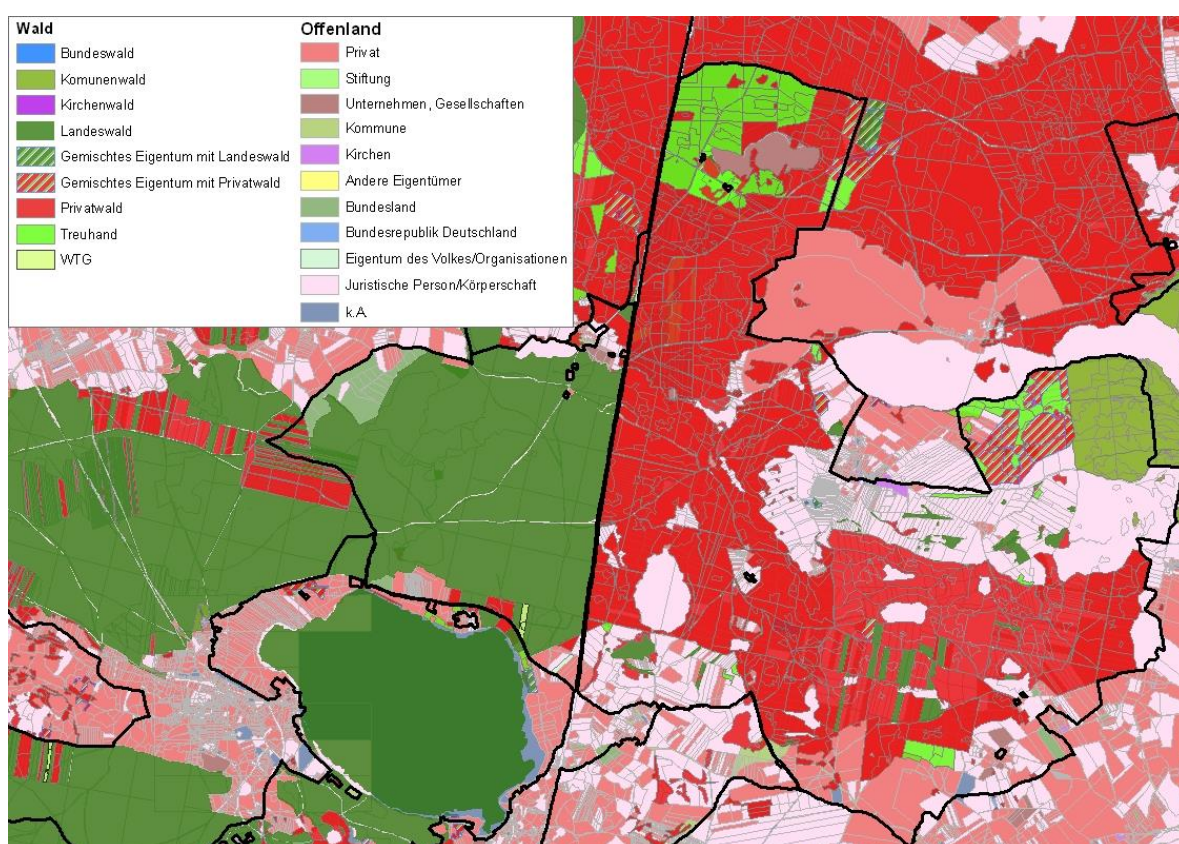 Wald
Bundeswald
Komunenwald
Kirchenwald
Landeswald
Gemischtes Eigentum mit Landeswald
Gemischtes Eigentum mit Privatwald
Privatwald
Treuhand
WTG
Offenland
Privat
Stiftung
Unternehmen, Gesellschaften
Kommune
Kirchen
Andere Eigentümer
Bundesland
Bundesrepublik Deutschland
Eigentum des Volkes/Organisationen
Juristische Person/Körperschaft
k.A.